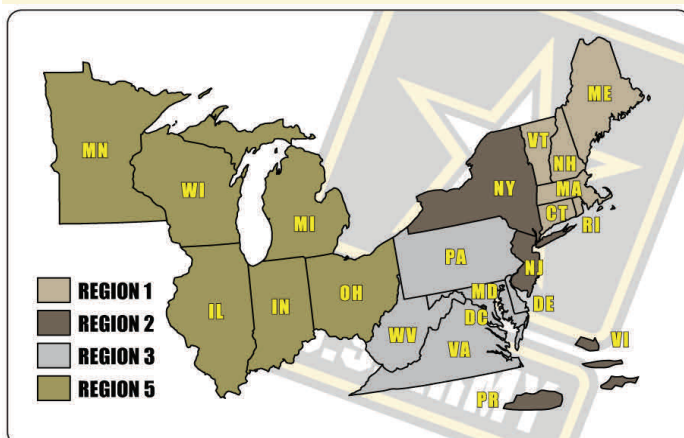 ME
VT
NH
MN
NY
MA
WI
CT
RI
MI
PA
NJ
REGION 1
OH
MD
DE
REGION 2
IL
IN
DC
WV
VA
VI
REGION 3
REGION 5
PR
U.S. ARMY